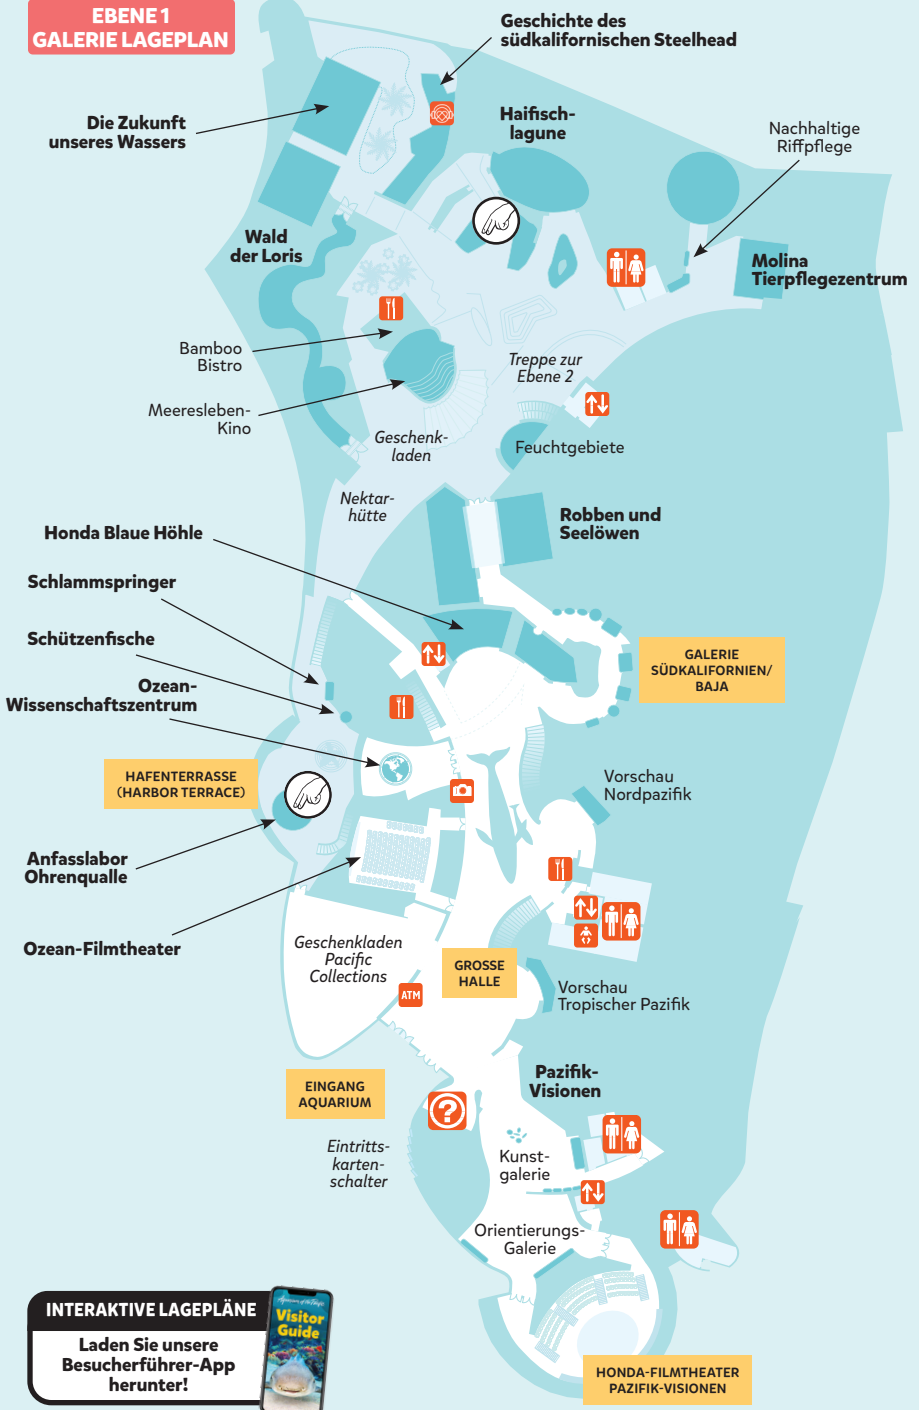 EBENE 1
GALERIE LAGEPLAN
Geschichte des
südkalifornischen Steelhead
Die Zukunft
unseres Wassers
Haifisch-
lagune
Nachhaltige
Riffpflege
Wald
der Loris
Molina
Tierpflegezentrum
Bamboo
Bistro
Treppe zur
Ebene 2
Meeresleben-
Kino
Geschenk-
laden
Feuchtgebiete
Nektar-
hütte
Robben und
Seelöwen
Honda Blaue Höhle
Schlammspringer
Schützenfische
GALERIE
SÜDKALIFORNIEN/
BAJA
Ozean-
Wissenschaftszentrum
HAFENTERRASSE
(HARBOR TERRACE)
Vorschau
Nordpazifik
Anfasslabor
Ohrenqualle
Ozean-Filmtheater
Geschenkladen
Pacific
Collections
GROSSE
HALLE
ATM
Vorschau
Tropischer Pazifik
EINGANG
AQUARIUM
Pazifik-
Visionen
?
Eintritts-
karten-
schalter
Kunst-
galerie
Orientierungs-
Galerie
INTERAKTIVE LAGEPLÄNE
Laden Sie unsere
Besucherführer-App
herunter!
Aquarium of the Pacific
Visitor
Guide
HONDA-FILMTHEATER
PAZIFIK-VISIONEN